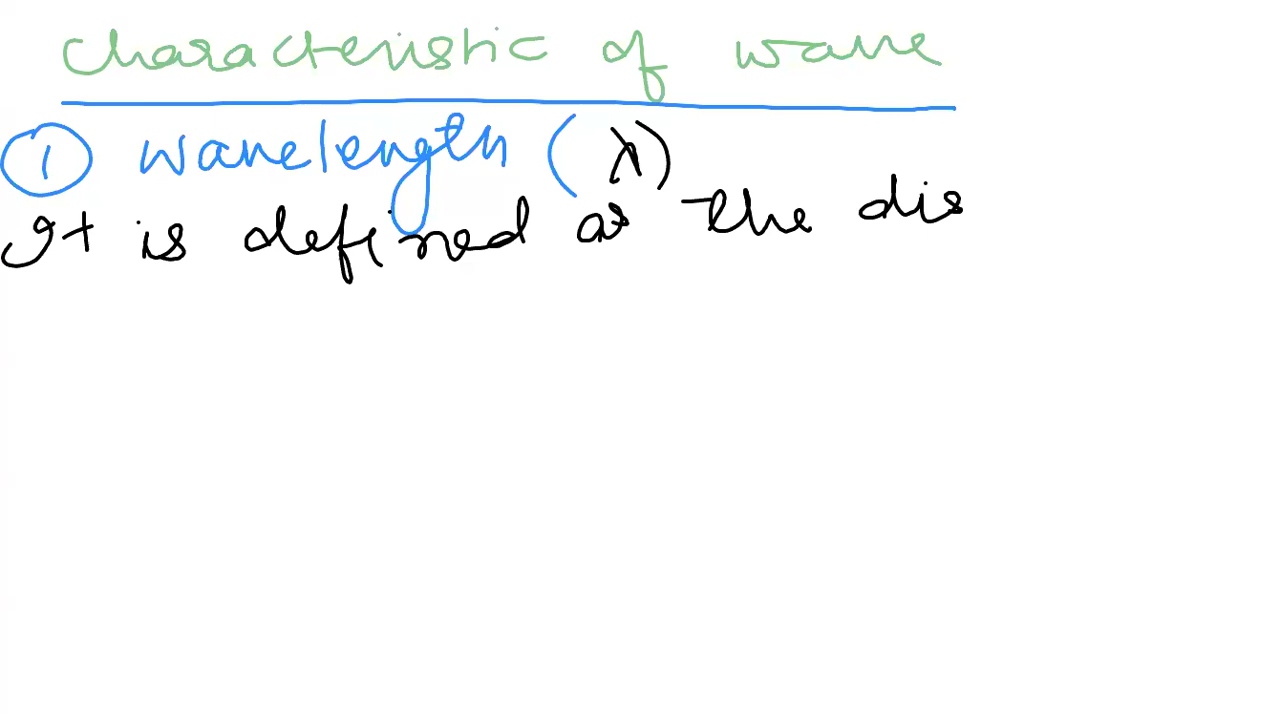 characteristic of wave
① wavelength (λ)
It is defined as the dis